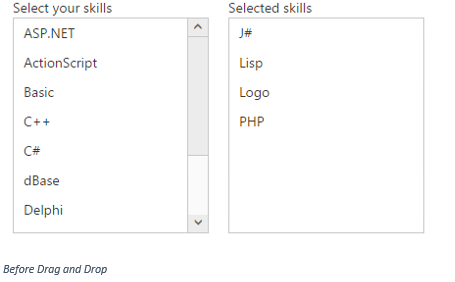 Select your skills
ASP.NET
ActionScript
Basic
C++
C#
dBase
Delphi
Selected skills
J#
Lisp
Logo
PHP
Before Drag and Drop